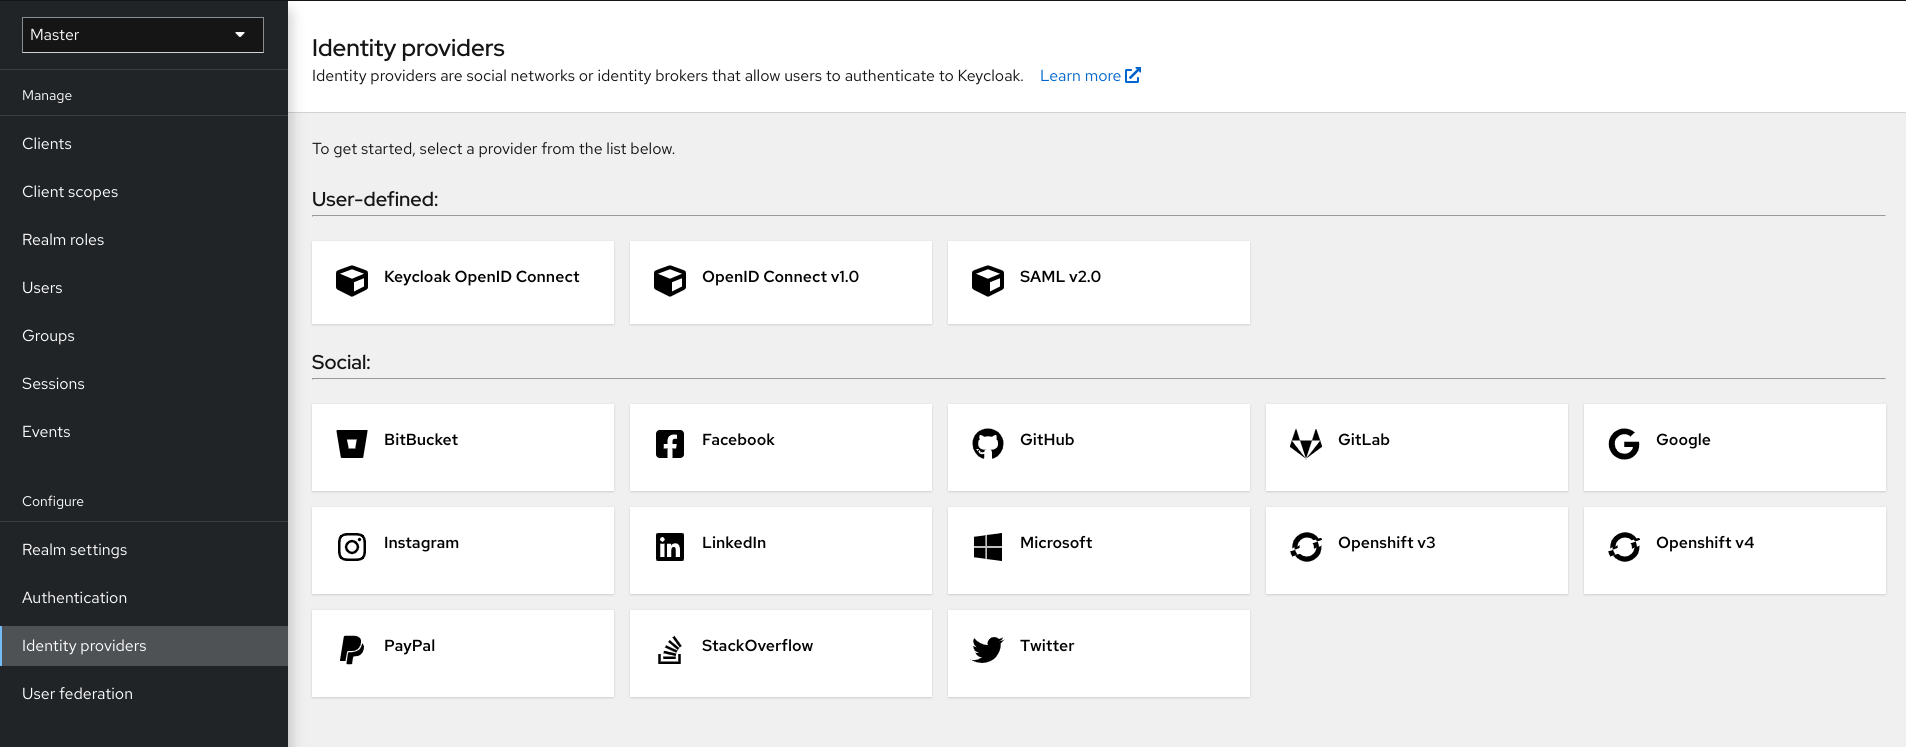 Master
Manage
Clients
Client scopes
Realm roles
Users
Groups
Sessions
Events
Configure
Realm settings
Authentication
Identity providers
User federation
Identity providers
Identity providers are social networks or identity brokers that allow users to authenticate to Keycloak. Learn more
To get started, select a provider from the list below.
User-defined:
Keycloak OpenID Connect
OpenID Connect v1.0
SAML v2.0
Social:
BitBucket
Facebook
GitHub
GitLab
Google
Instagram
LinkedIn
Microsoft
Openshift v3
Openshift v4
PayPal
StackOverflow
Twitter